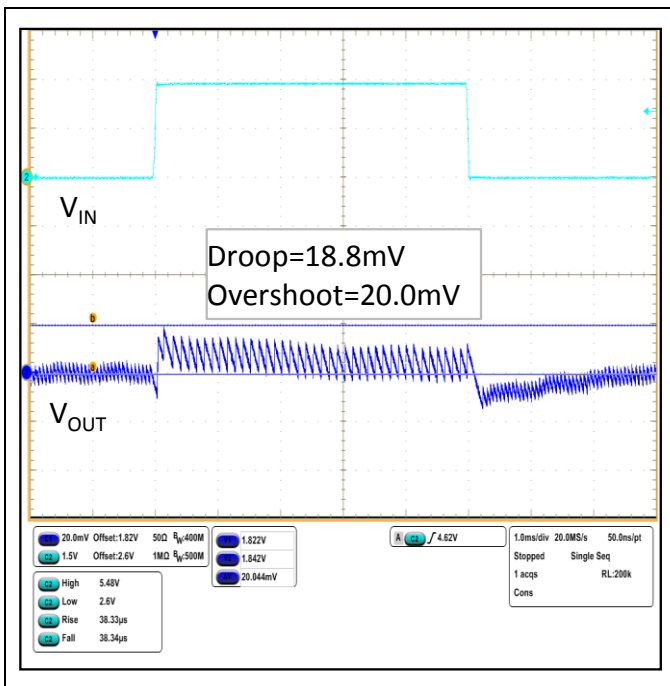 2
V_IN
Droop=18.8mV
Overshoot=20.0mV
b
a
V_OUT
C1 20.0mV Offset:1.82V 50Ω BW:400M
C2 1.5V Offset:2.6V 1MΩ BW:500M
1.822V
1.842V
20.044mV
A C2 / 4.62V
1.0ms/div 20.0MS/s 50.0ns/pt
Stopped Single Seq
1 acqs RL:200k
Cons
C2 High 5.48V
C2 Low 2.6V
C2 Rise 38.33µs
C2 Fall 38.34µs